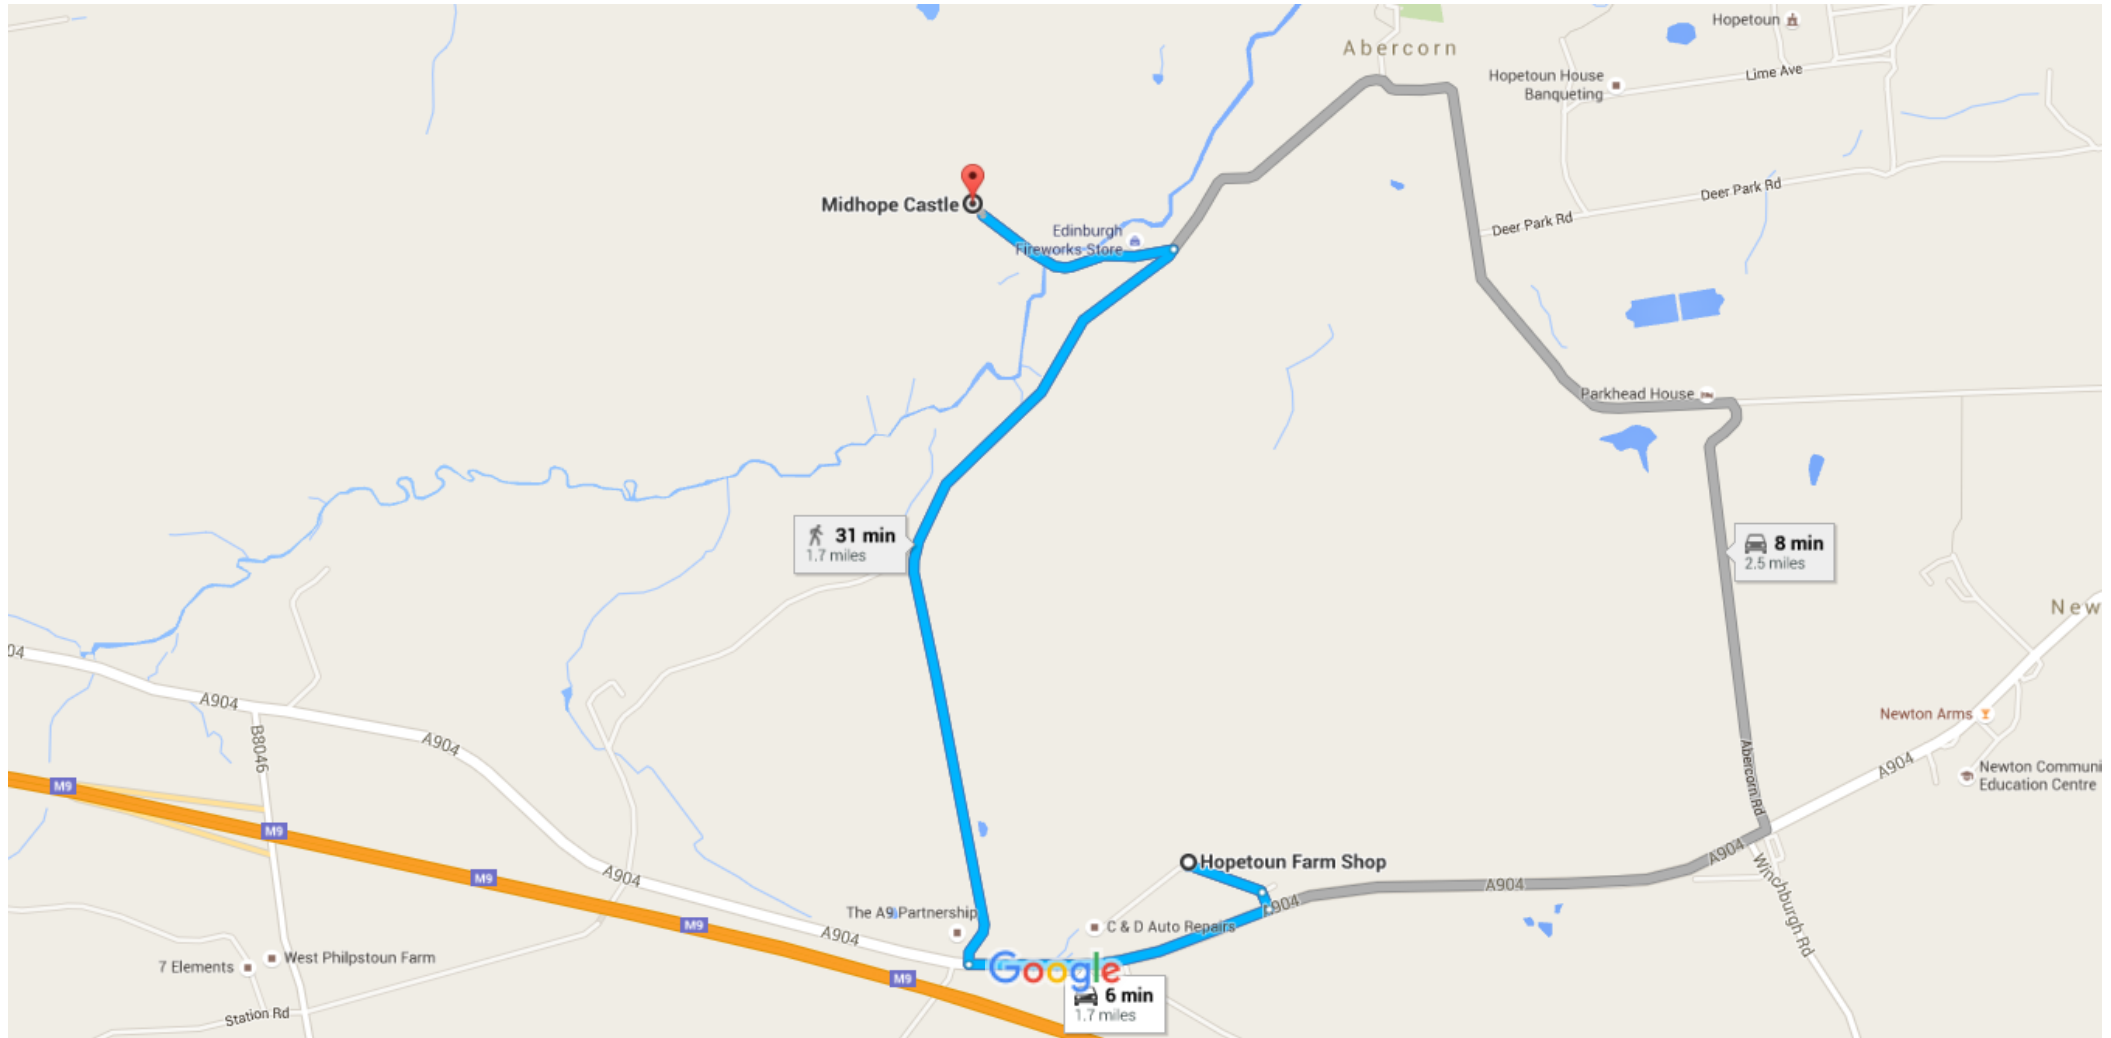 Hopetoun
Abercorn
Hopetoun House
Banqueting
Lime Ave
Deer Park Rd
Deer Park Rd
Midhope Castle
Edinburgh
Fireworks Store
Parkhead House
31 min
1.7 miles
8 min
2.5 miles
New
04
A904
B8046
A904
Newton Arms
Abercorn Rd
A904
Newton Communi
Education Centre
M9
M9
M9
A904
Hopetoun Farm Shop
A904
A904
A904
Winchburgh Rd
The A9 Partnership
M9
A904
C & D Auto Repairs
West Philpstoun Farm
7 Elements
M9
Google
6 min
1.7 miles
Station Rd